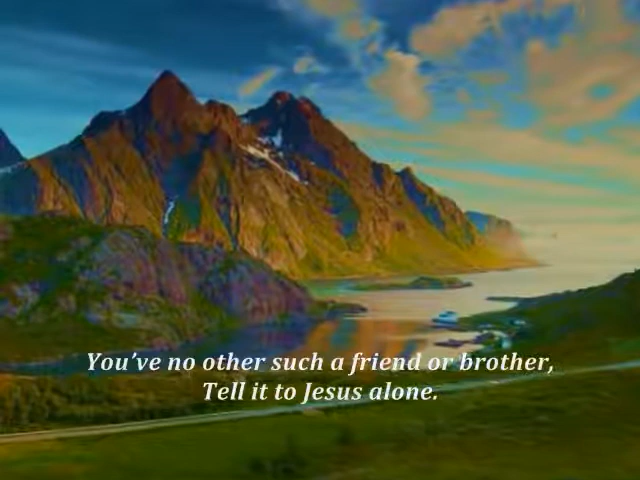 You’ve no other such a friend or brother,
Tell it to Jesus alone.